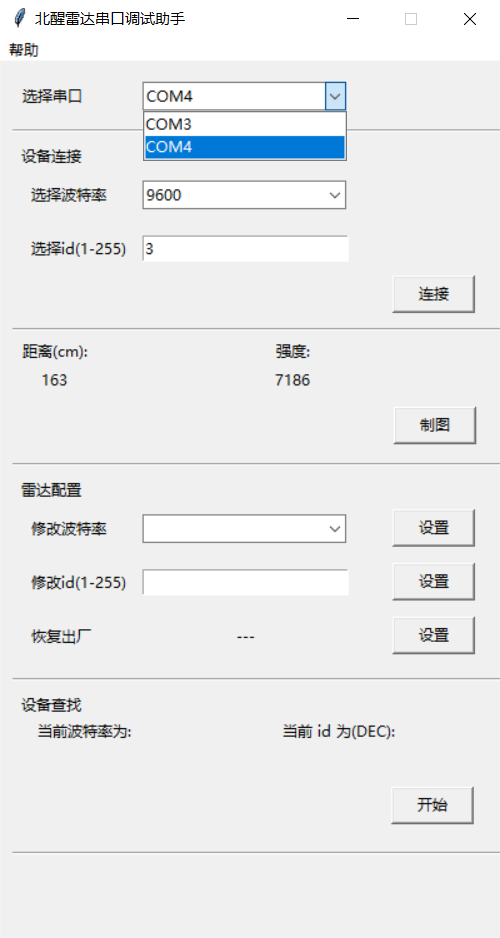 北醒雷达串口调试助手
帮助
选择串口 COM4
COM3
COM4
设备连接
选择波特率 9600
选择id(1-255) 3
连接
距离(cm): 强度:
163 7186
制图
雷达配置
修改波特率 设置
修改id(1-255) 设置
恢复出厂 --- 设置
设备查找
当前波特率为: 当前 id 为(DEC):
开始